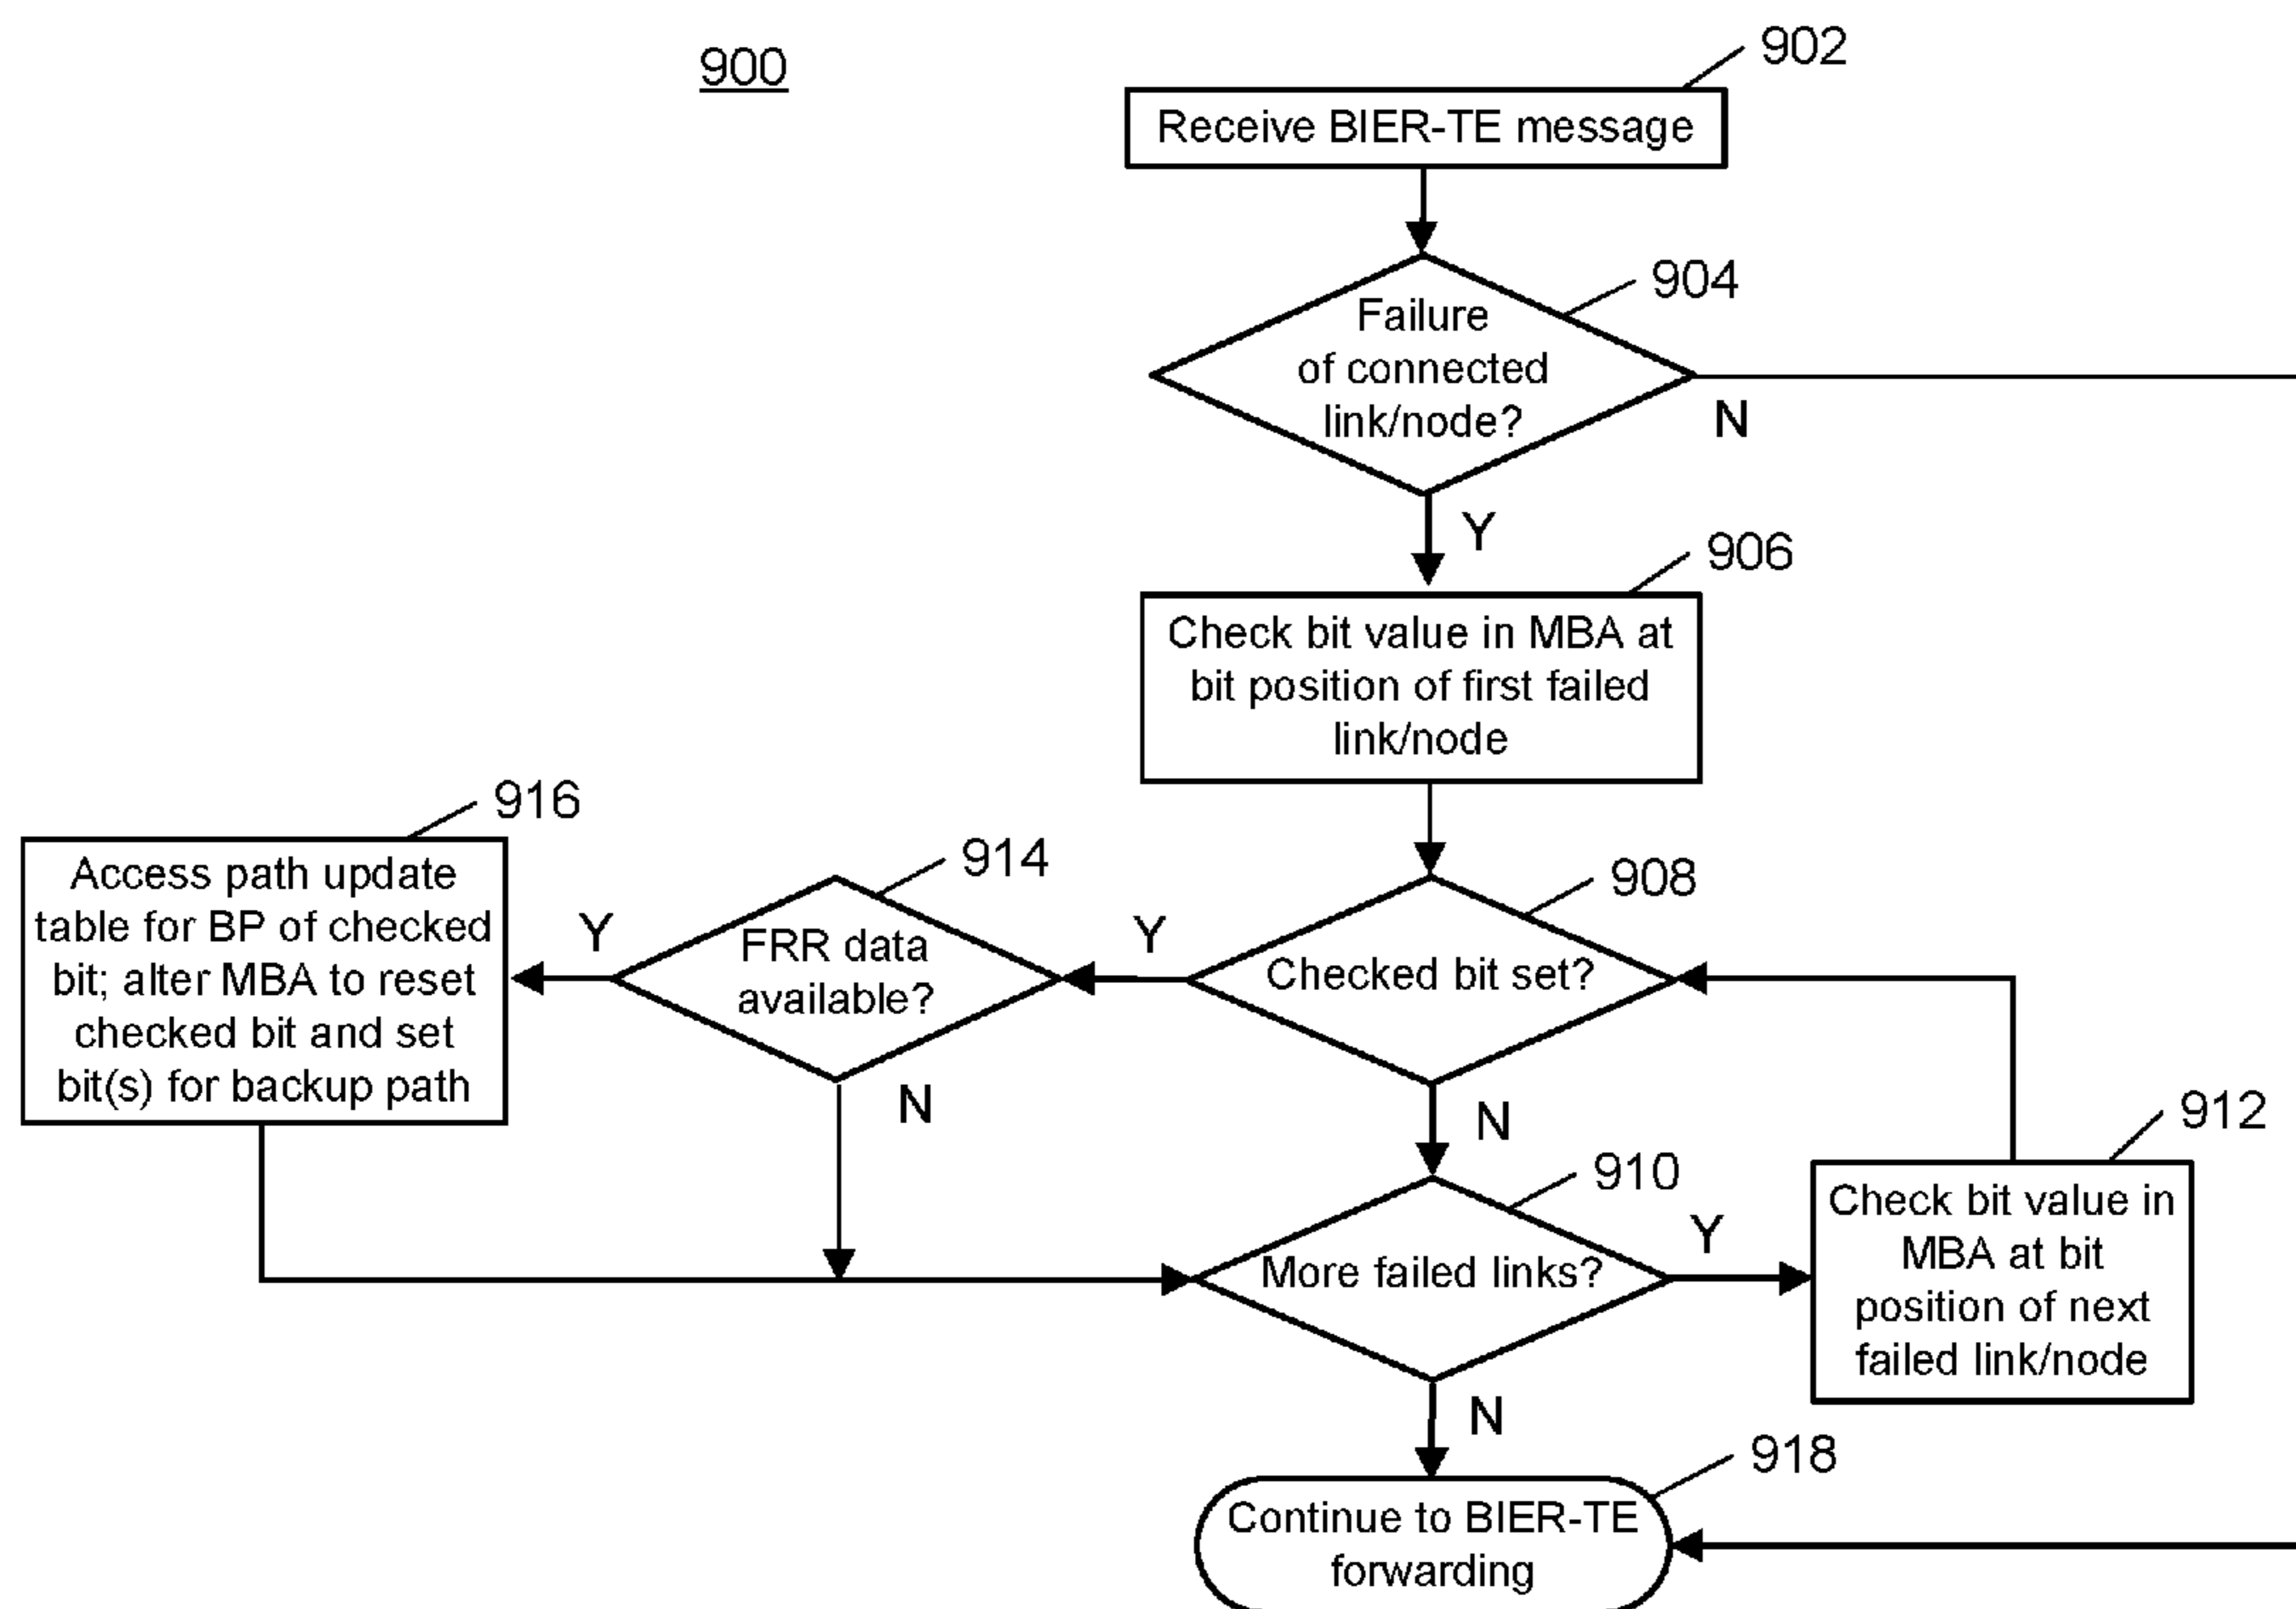 900
902
Receive BIER-TE message
904
Failure
of connected
link/node?
N
Y
906
Check bit value in MBA at
bit position of first failed
link/node
916
Access path update
table for BP of checked
bit; alter MBA to reset
checked bit and set
bit(s) for backup path
Y
914
FRR data
available?
N
Y
908
Checked bit set?
N
910
More failed links?
Y
912
Check bit value in
MBA at bit
position of next
failed link/node
N
918
Continue to BIER-TE
forwarding